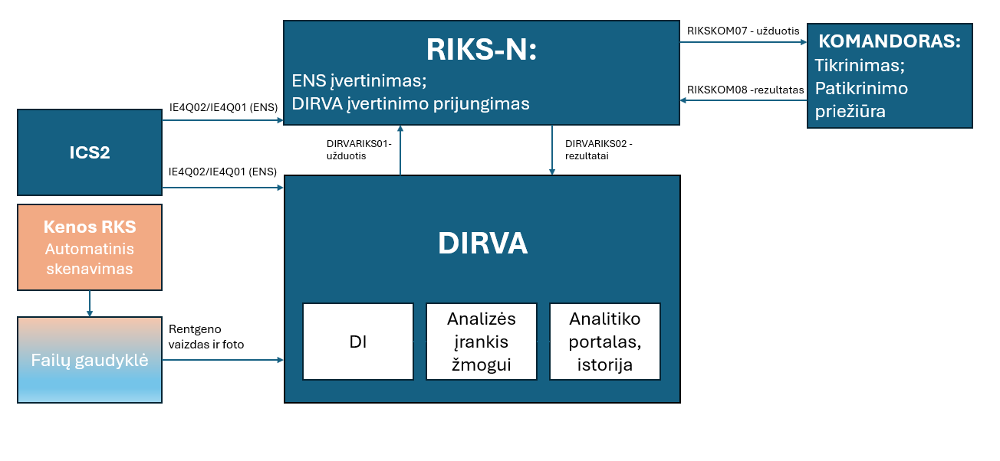 RIKS-N:
ENS įvertinimas;
DIRVA įvertinimo prijungimas
RIKSKOM07 - užduotis
RIKSKOM08 -rezultatas
KOMANDORAS:
Tikrinimas;
Patikrinimo
priežiūra
ICS2
IE4Q02/IE4Q01 (ENS)
IE4Q02/IE4Q01 (ENS)
DIRVARIKS01-
užduotis
DIRVARIKS02 -
rezultatai
Kenos RKS
Automatinis
skenavimas
Failų gaudyklė
Rentgeno
vaizdas ir foto
DIRVA
DI
Analizės
įrankis
žmogui
Analitiko
portalas,
istorija